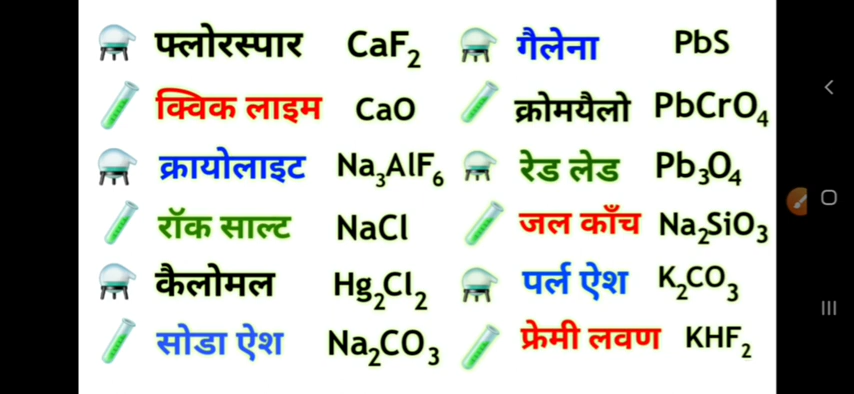 फ्लोरस्पार CaF₂ गैलेना PbS
क्विक लाइम CaO क्रोमयैलो PbCrO₄
क्रायोलाइट Na₃AlF₆ रेड लेड Pb₃O₄
रॉक साल्ट NaCl जल काँच Na₂SiO₃
कैलोमल Hg₂Cl₂ पर्ल ऐश K₂CO₃
सोडा ऐश Na₂CO₃ फ्रेमी लवण KHF₂